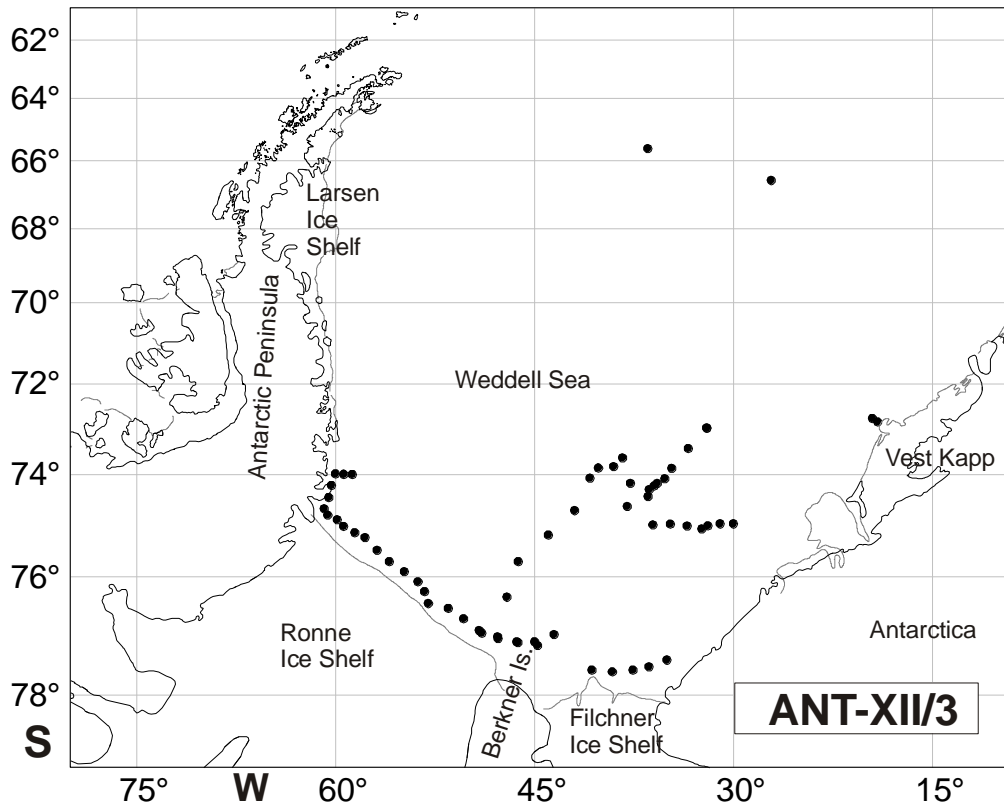 62°
64°
66°
68°
70°
72°
74°
76°
78°
S
Larsen
Ice
Shelf
Antarctic Peninsula
Weddell Sea
Vest Kapp
Ronne
Ice Shelf
Antarctica
Berkner Is.
Filchner
Ice Shelf
ANT-XII/3
75°
W
60°
45°
30°
15°